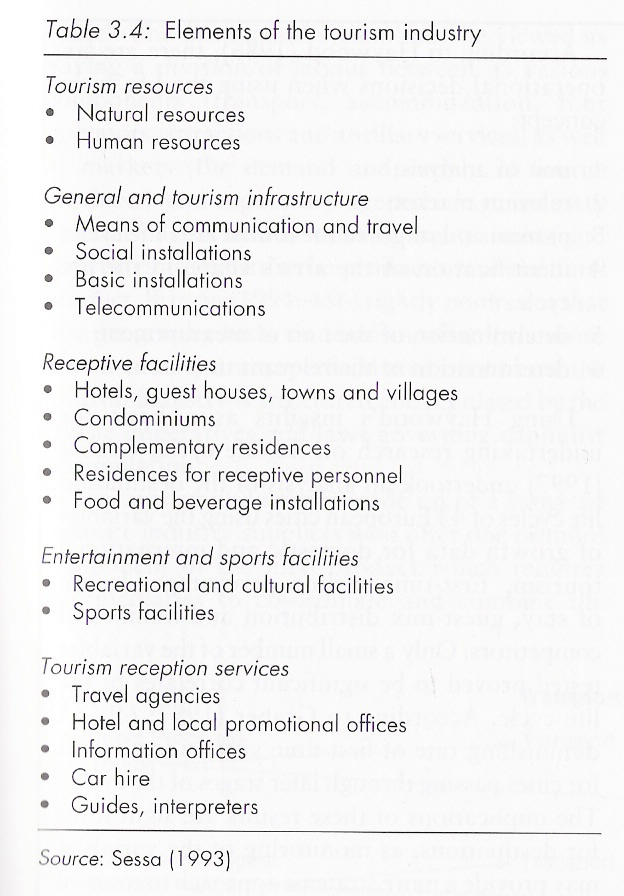 Table 3.4: Elements of the tourism industry
Tourism resources
• Natural resources
• Human resources
General and tourism infrastructure
• Means of communication and travel
• Social installations
• Basic installations
• Telecommunications
Receptive facilities
• Hotels, guest houses, towns and villages
• Condominiums
• Complementary residences
• Residences for receptive personnel
• Food and beverage installations
Entertainment and sports facilities
• Recreational and cultural facilities
• Sports facilities
Tourism reception services
• Travel agencies
• Hotel and local promotional offices
• Information offices
• Car hire
• Guides, interpreters
Source: Sessa (1993)